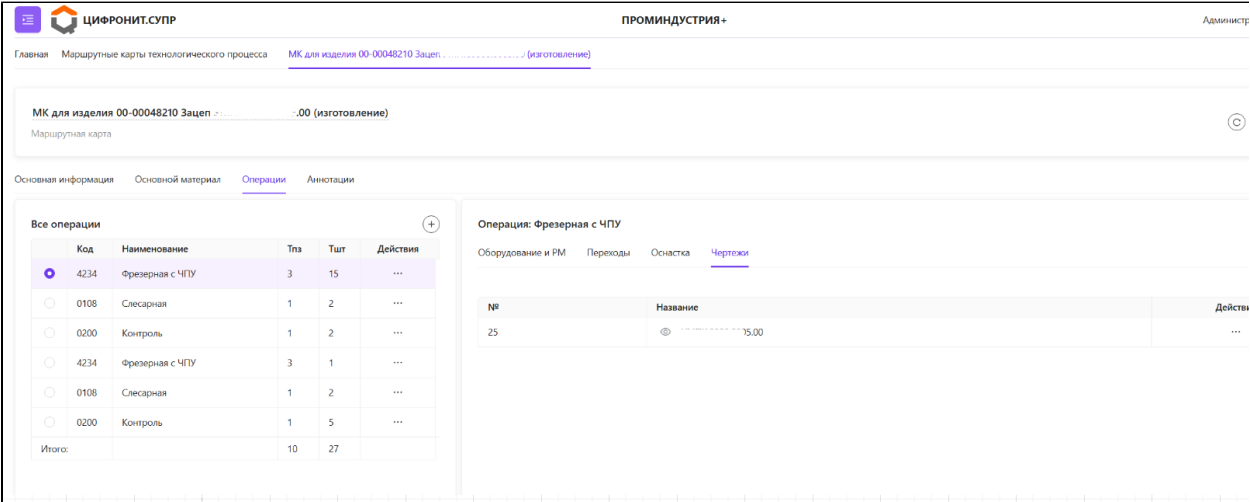 ЦИФРОНИТ.СУПР ПРОМИНДУСТРИЯ+
Главная Маршрутные карты технологического процесса МК для изделия 00-00048210 Зацеп (изготовление)
МК для изделия 00-00048210 Зацеп .00 (изготовление)
Маршрутная карта
Основная информация Основной материал Операции Аннотации
Все операции
Код Наименование Тпз Тшт Действия
4234 Фрезерная с ЧПУ 3 15 ...
0108 Слесарная 1 2 ...
0200 Контроль 1 2 ...
4234 Фрезерная с ЧПУ 3 1 ...
0108 Слесарная 1 2 ...
0200 Контроль 1 5 ...
Итого: 10 27
Операция: Фрезерная с ЧПУ
Оборудование и РМ Переходы Оснастка Чертежи
№ Название
25 05.00 ...